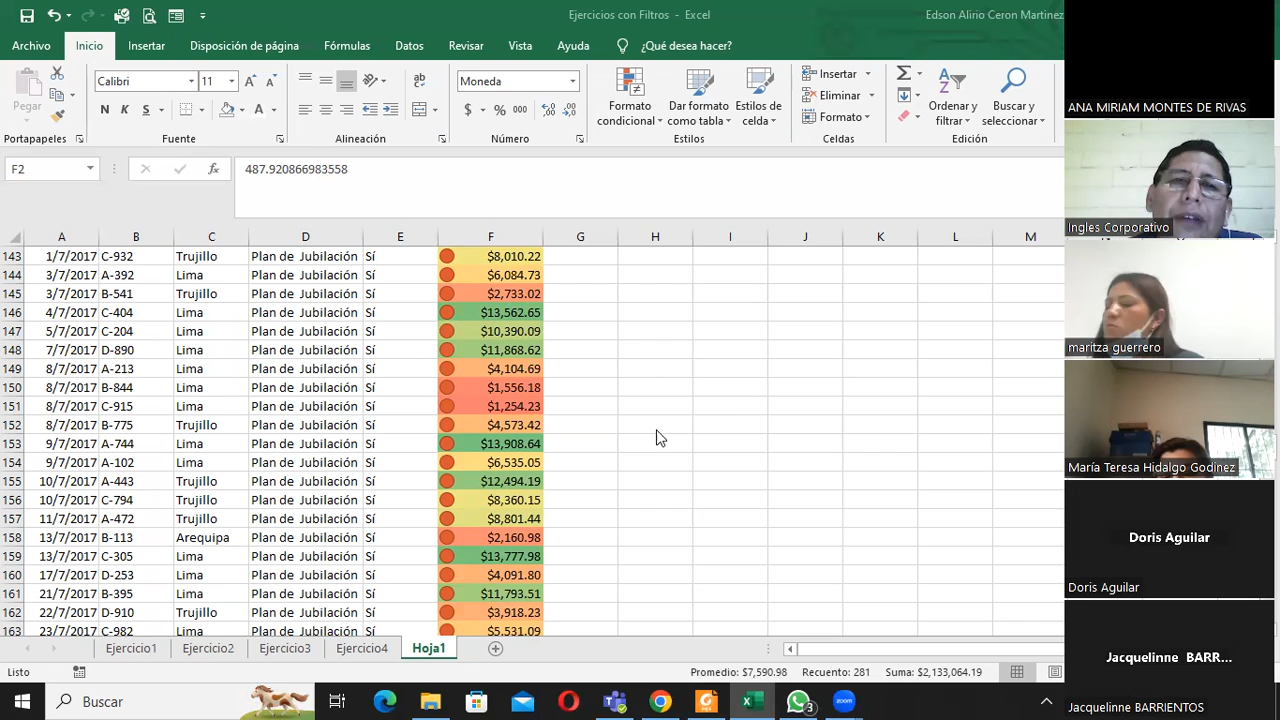 Ejercicios con Filtros - Excel
Edson Alirio Ceron Martinez
Archivo Inicio Insertar Disposición de página Fórmulas Datos Revisar Vista Ayuda ¿Qué desea hacer?
Pegar
Calibri 11
N K S
Moneda
$ % 000
Formato condicional
Dar formato como tabla
Estilos de celda
Insertar
Eliminar
Formato
Ordenar y filtrar
Buscar y seleccionar
Portapapeles Fuente Alineación Número Estilos Celdas Edición
F2 fx 487.920866983558
A B C D E F G H I J K L M
143 1/7/2017 C-932 Trujillo Plan de Jubilación Sí $8,010.22
144 3/7/2017 A-392 Lima Plan de Jubilación Sí $6,084.73
145 3/7/2017 B-541 Trujillo Plan de Jubilación Sí $2,733.02
146 4/7/2017 C-404 Lima Plan de Jubilación Sí $13,562.65
147 5/7/2017 C-204 Lima Plan de Jubilación Sí $10,390.09
148 7/7/2017 D-890 Lima Plan de Jubilación Sí $11,868.62
149 8/7/2017 A-213 Lima Plan de Jubilación Sí $4,104.69
150 8/7/2017 B-844 Lima Plan de Jubilación Sí $1,556.18
151 8/7/2017 C-915 Lima Plan de Jubilación Sí $1,254.23
152 8/7/2017 B-775 Trujillo Plan de Jubilación Sí $4,573.42
153 9/7/2017 A-744 Lima Plan de Jubilación Sí $13,908.64
154 9/7/2017 A-102 Lima Plan de Jubilación Sí $6,535.05
155 10/7/2017 A-443 Trujillo Plan de Jubilación Sí $12,494.19
156 10/7/2017 C-794 Trujillo Plan de Jubilación Sí $8,360.15
157 11/7/2017 A-472 Trujillo Plan de Jubilación Sí $8,801.44
158 13/7/2017 B-113 Arequipa Plan de Jubilación Sí $2,160.98
159 13/7/2017 C-305 Lima Plan de Jubilación Sí $13,777.98
160 17/7/2017 D-253 Lima Plan de Jubilación Sí $4,091.80
161 21/7/2017 B-395 Lima Plan de Jubilación Sí $11,793.51
162 22/7/2017 D-910 Trujillo Plan de Jubilación Sí $3,918.23
163 23/7/2017 C-982 Lima Plan de Jubilación Sí $5,531.09
Ejercicio1 Ejercicio2 Ejercicio3 Ejercicio4 Hoja1
Listo Promedio: $7,590.98 Recuento: 281 Suma: $2,133,064.19
Buscar
3
zoom
ANA MIRIAM MONTES DE RIVAS
Ingles Corporativo
maritza guerrero
María Teresa Hidalgo Godinez
Doris Aguilar
Doris Aguilar
Jacquelinne BARR...
Jacquelinne BARRIENTOS